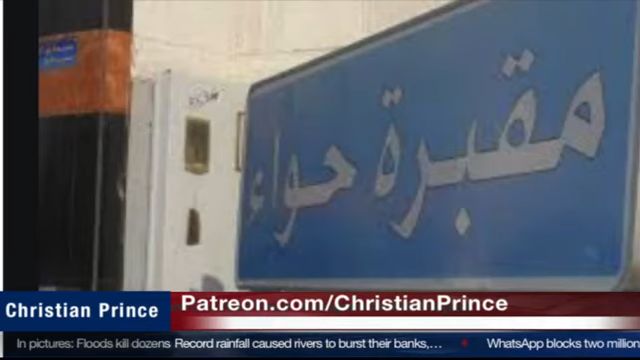 مقبرة حواء
Christian Prince
Patreon.com/ChristianPrince
In pictures: Floods kill dozens Record rainfall caused rivers to burst their banks,... WhatsApp blocks two million